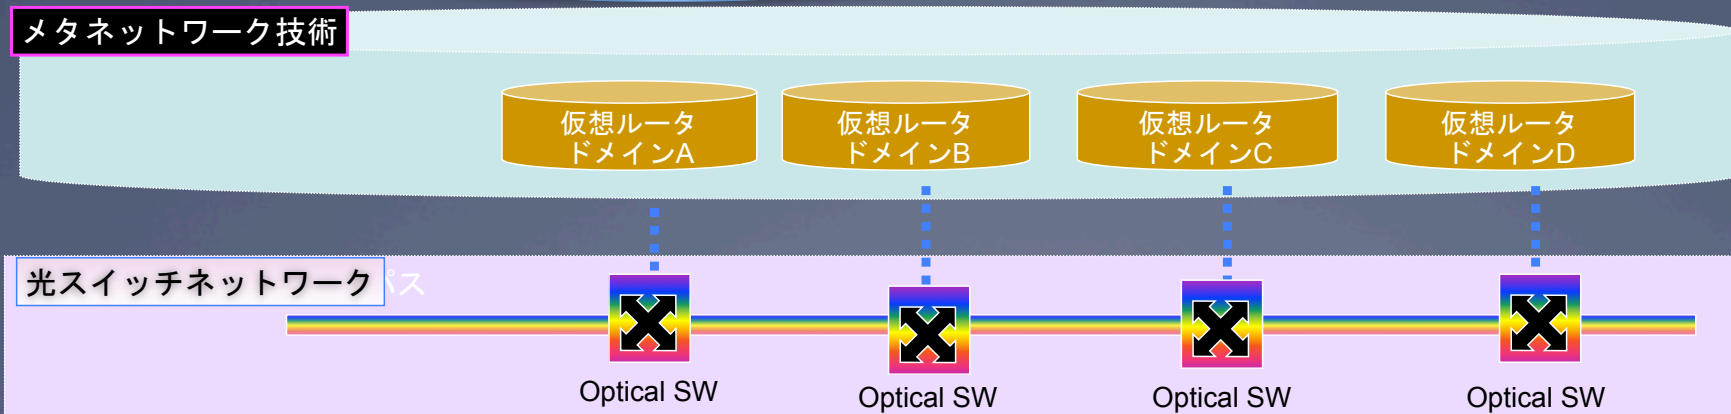 メタネットワーク技術
仮想ルータ
ドメインA
仮想ルータ
ドメインB
仮想ルータ
ドメインC
仮想ルータ
ドメインD
光スイッチネットワーク
パス
Optical SW
Optical SW
Optical SW
Optical SW